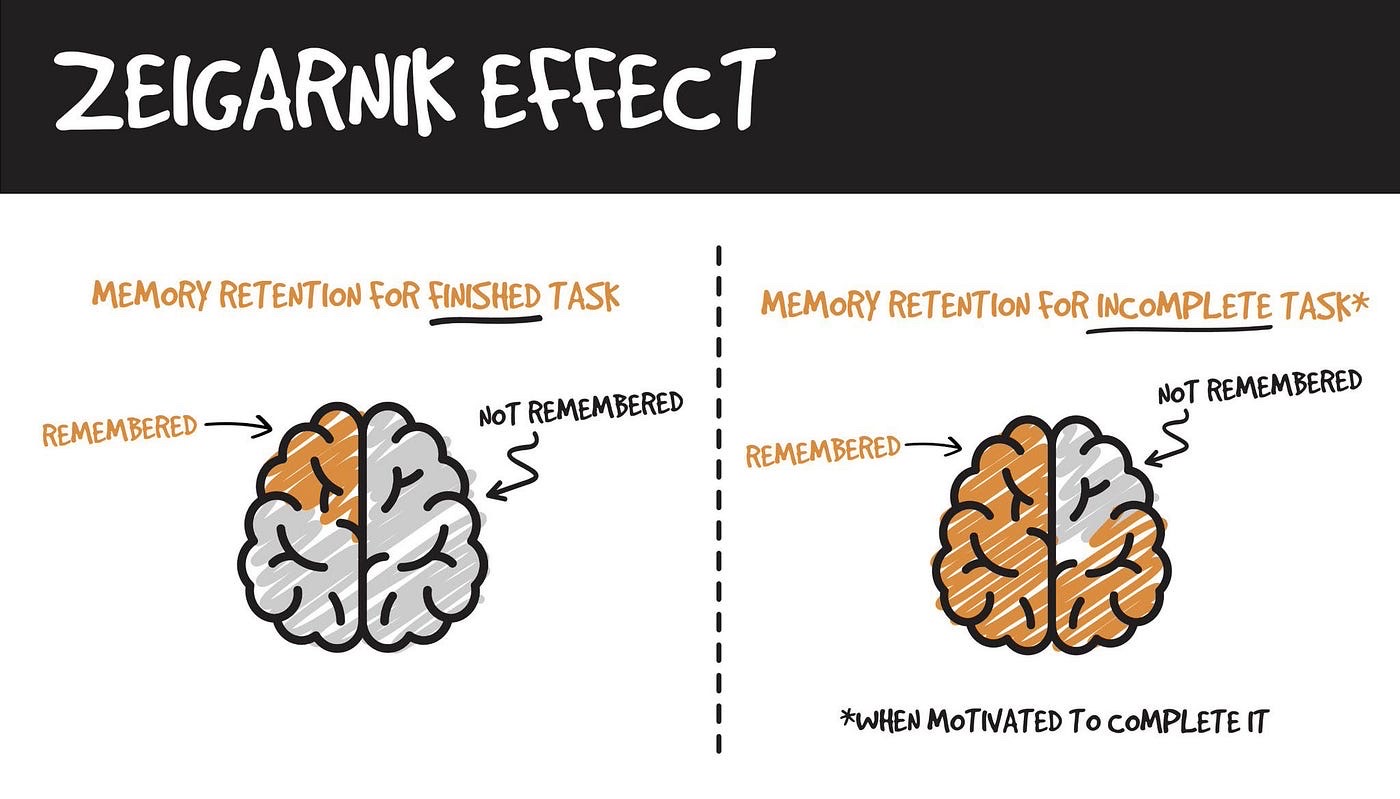 ZEIGARNIK EFFECT
MEMORY RETENTION FOR FINISHED TASK
REMEMBERED
NOT REMEMBERED
MEMORY RETENTION FOR INCOMPLETE TASK*
REMEMBERED
NOT REMEMBERED
*WHEN MOTIVATED TO COMPLETE IT